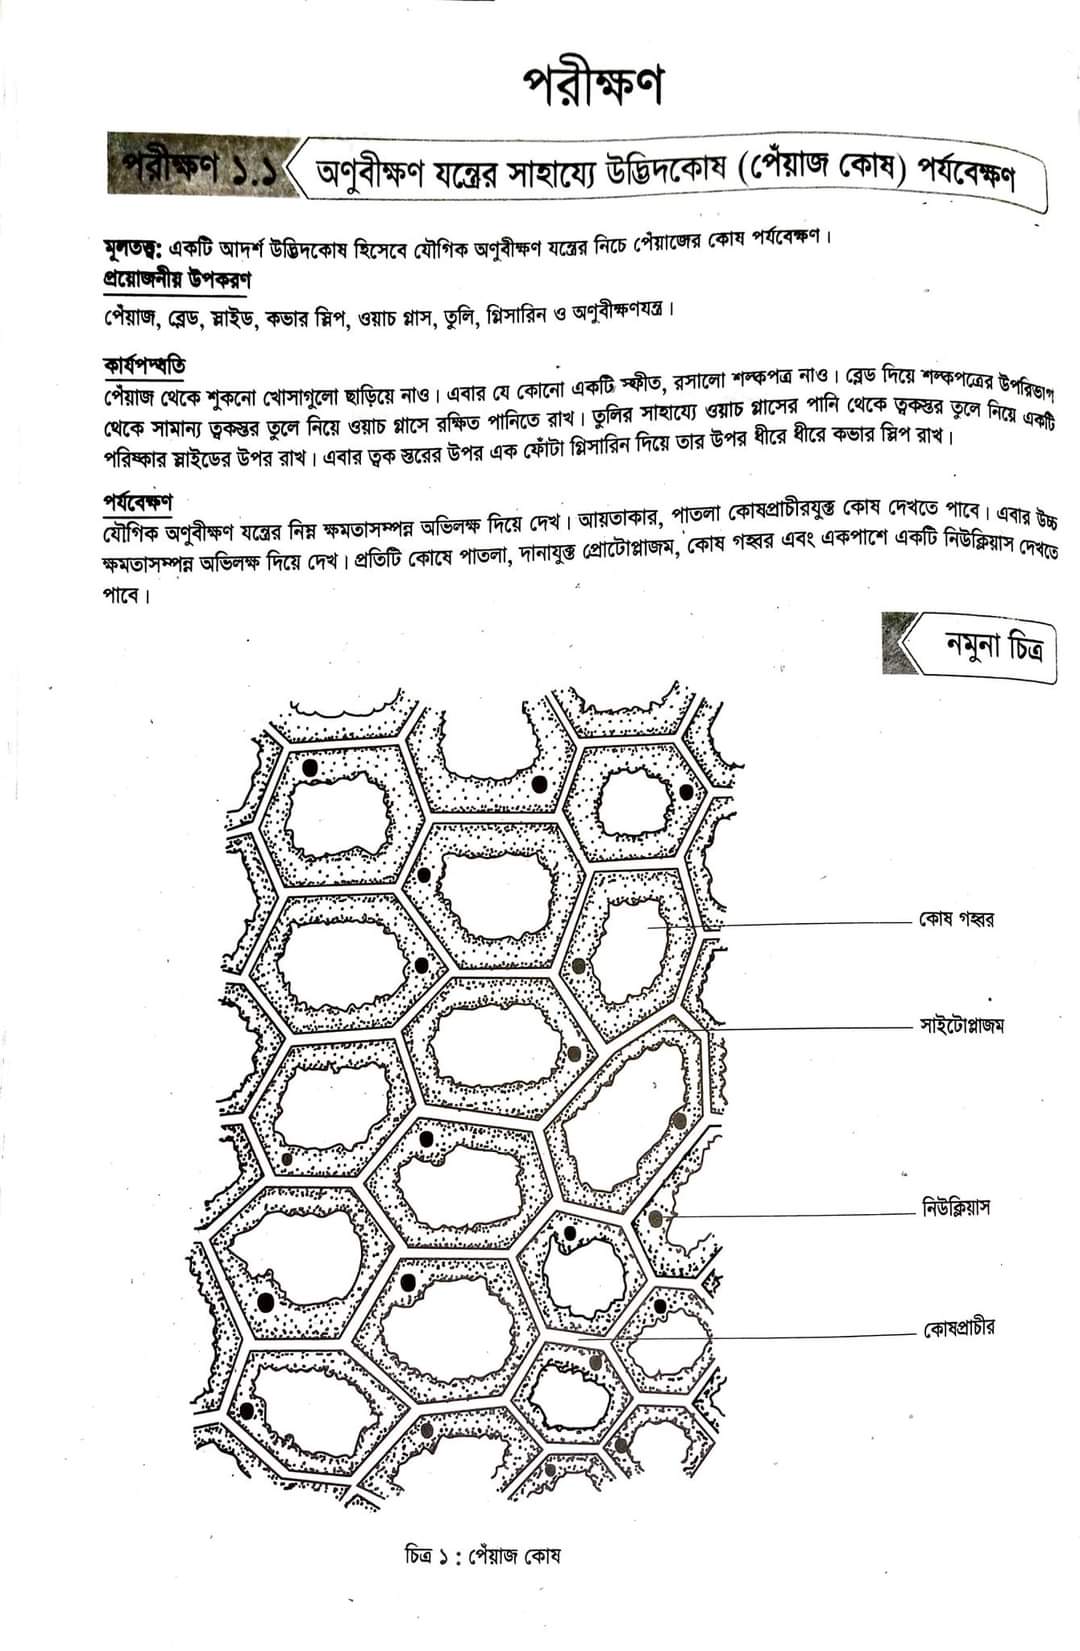 পরীক্ষণ
পরীক্ষণ ১.১
অণুবীক্ষণ যন্ত্রের সাহায্যে উদ্ভিদকোষ (পেঁয়াজ কোষ) পর্যবেক্ষণ
মূলতত্ত্ব: একটি আদর্শ উদ্ভিদকোষ হিসেবে যৌগিক অণুবীক্ষণ যন্ত্রের নিচে পেঁয়াজের কোষ পর্যবেক্ষণ।
প্রয়োজনীয় উপকরণ
পেঁয়াজ, ব্লেড, স্লাইড, কভার স্লিপ, ওয়াচ গ্লাস, তুলি, গ্লিসারিন ও অণুবীক্ষণযন্ত্র।
কার্যপদ্ধতি
পেঁয়াজ থেকে শুকনো খোসাগুলো ছাড়িয়ে নাও। এবার যে কোনো একটি স্ফীত, রসালো শল্কপত্র নাও। ব্লেড দিয়ে শল্কপত্রের উপরিভাগ
থেকে সামান্য ত্বকস্তর তুলে নিয়ে ওয়াচ গ্লাসে রক্ষিত পানিতে রাখ। তুলির সাহায্যে ওয়াচ গ্লাসের পানি থেকে ত্বকস্তর তুলে নিয়ে একটি
পরিষ্কার স্লাইডের উপর রাখ। এবার ত্বক স্তরের উপর এক ফোঁটা গ্লিসারিন দিয়ে তার উপর ধীরে ধীরে কভার স্লিপ রাখ।
পর্যবেক্ষণ
যৌগিক অণুবীক্ষণ যন্ত্রের নিম্ন ক্ষমতাসম্পন্ন অভিলক্ষ দিয়ে দেখ। আয়তাকার, পাতলা কোষপ্রাচীরযুক্ত কোষ দেখতে পাবে। এবার উচ্চ
ক্ষমতাসম্পন্ন অভিলক্ষ দিয়ে দেখ। প্রতিটি কোষে পাতলা, দানাযুক্ত প্রোটোপ্লাজম, কোষ গহ্বর এবং একপাশে একটি নিউক্লিয়াস দেখতে
পাবে।
নমুনা চিত্র
কোষ গহ্বর
সাইটোপ্লাজম
নিউক্লিয়াস
কোষপ্রাচীর
চিত্র ১ : পেঁয়াজ কোষ